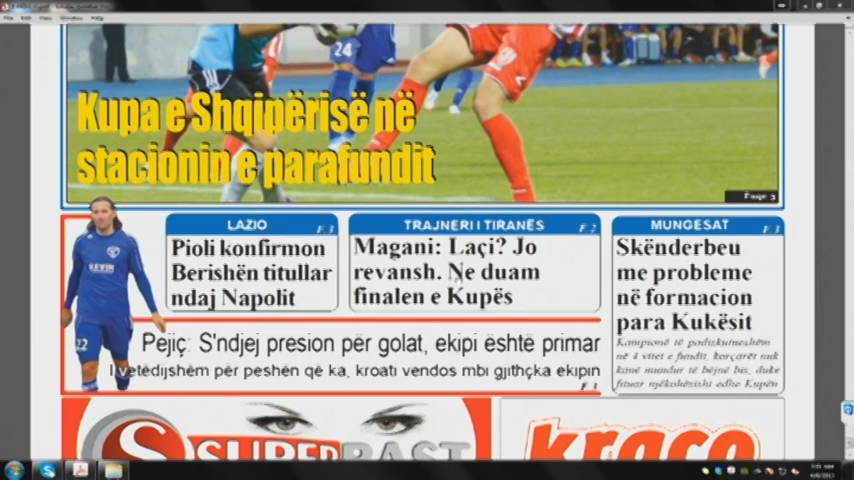 24
Kupa e Shqipërisë në
stacionin e parafundit
Faqe 3
LAZIO
F 3
Pioli konfirmon
Berishën titullar
ndaj Napolit
TRAJNERI I TIRANËS
F 2
Magani: Laçi? Jo
revansh. Ne duam
finalen e Kupës
MUNGESAT
F 3
Skënderbeu
me probleme
në formacion
para Kukësit
Kampionë të padiskutueshëm
në 4 vitet e fundit, korçarët nuk
kanë mundur të bëjnë bis, duke
fituar njëkohësisht edhe Kupën
22
Pejiç: S'ndjej presion për golat, ekipi është primar
I vetëdijshëm për peshën që ka, kroati vendos mbi gjithçka ekipin
F 3
SUPERBAST
kraco